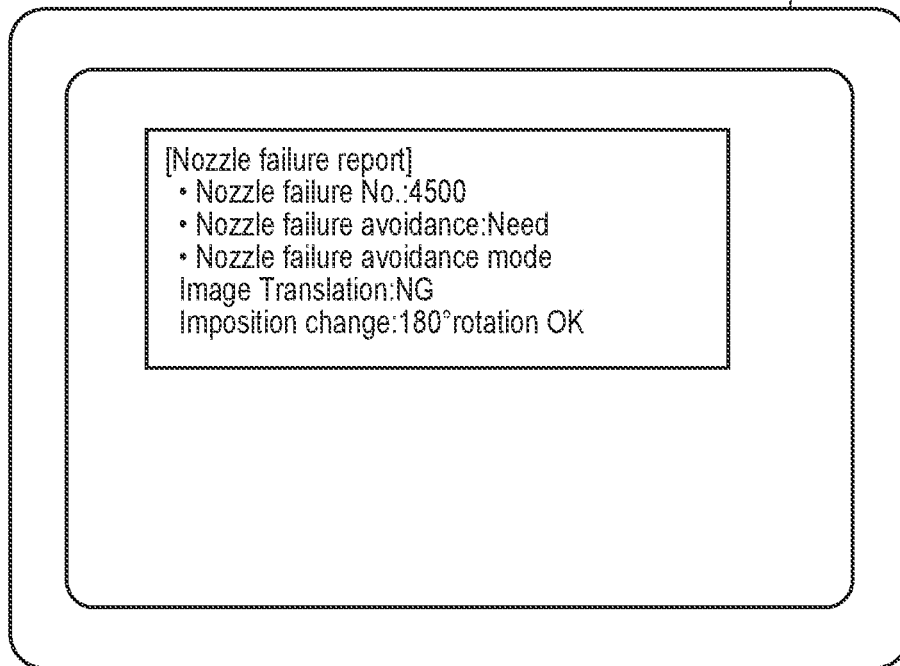 [Nozzle failure report]
• Nozzle failure No.:4500
• Nozzle failure avoidance:Need
• Nozzle failure avoidance mode
Image Translation:NG
Imposition change:180°rotation OK